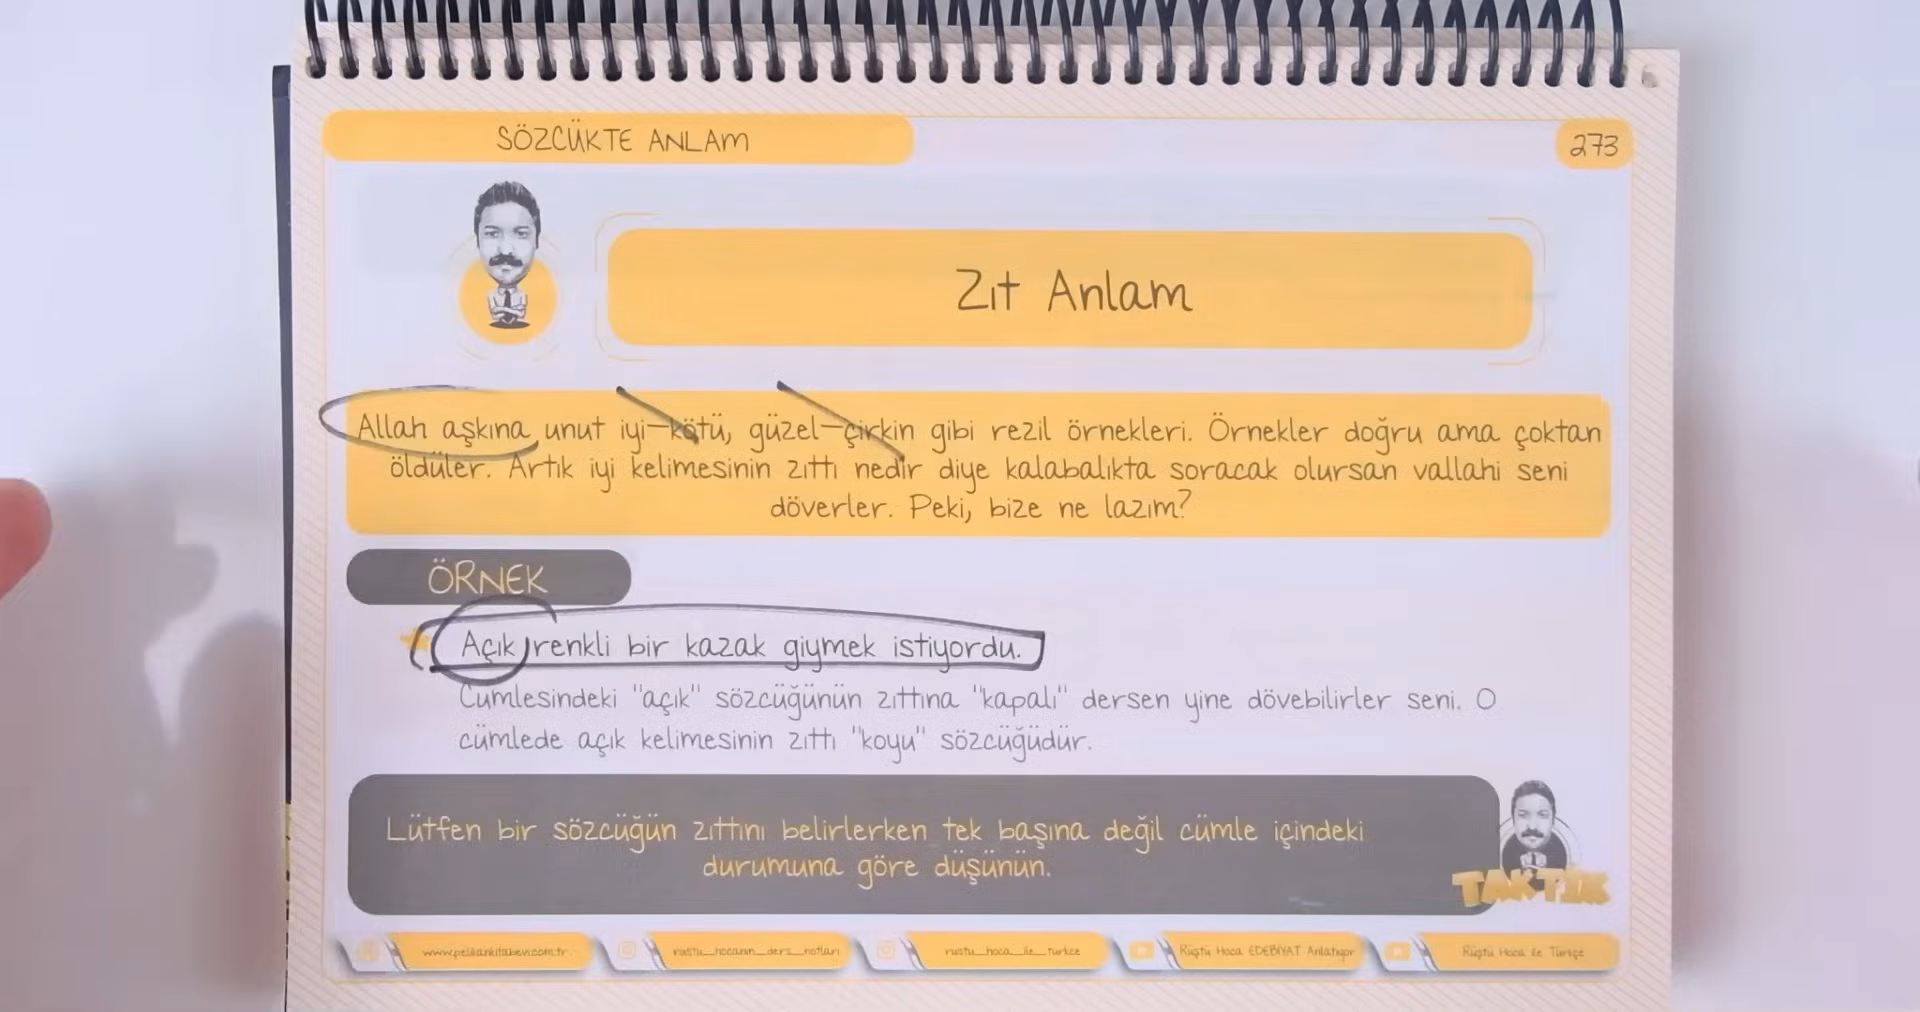 SÖZCÜKTE ANLAM
273
Zıt Anlam
Allah aşkına unut iyi-kötü, güzel-çirkin gibi rezil örnekleri. Örnekler doğru ama çoktan
öldüler. Artık iyi kelimesinin zıttı nedir diye kalabalıkta soracak olursan vallahi seni
döverler. Peki, bize ne lazım?
ÖRNEK
Açık renkli bir kazak giymek istiyordu.
Cümlesindeki "açık" sözcüğünün zıttına "kapalı" dersen yine dövebilirler seni. O
cümlede açık kelimesinin zıttı "koyu" sözcüğüdür.
Lütfen bir sözcüğün zıttını belirlerken tek başına değil cümle içindeki
durumuna göre düşünün.
TAKTİK
www.pelikankitabevi.com.tr
rustu_hocanin_ders_notlari
rustu_hoca_ile_turkce
Rüştü Hoca EDEBİYAT Anlatıyor
Rüştü Hoca ile Türkçe